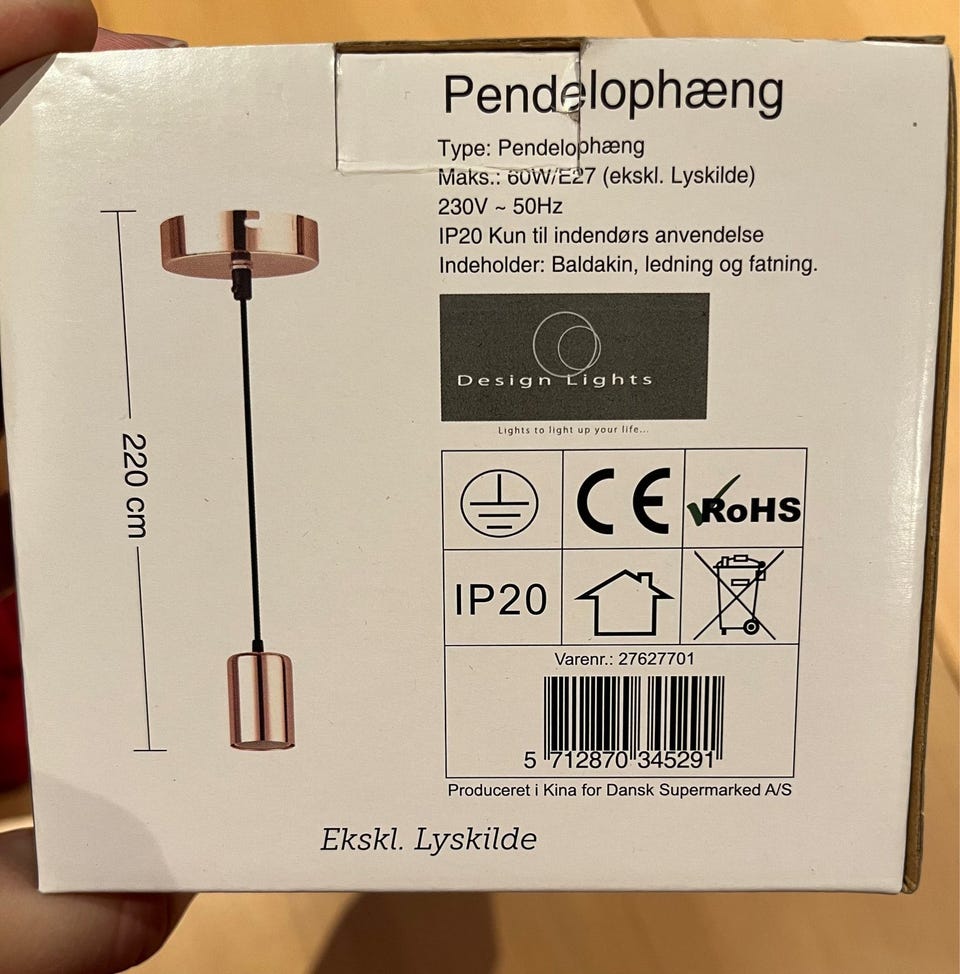 Pendelophæng
Type: Pendelophæng
Maks.: 60W/E27 (ekskl. Lyskilde)
230V ~ 50Hz
IP20 Kun til indendørs anvendelse
Indeholder: Baldakin, ledning og fatning.
Design Lights
Lights to light up your life...
220 cm
CE
RoHS
IP20
Varenr.: 27627701
5 712870 345291
Produceret i Kina for Dansk Supermarked A/S
Ekskl. Lyskilde